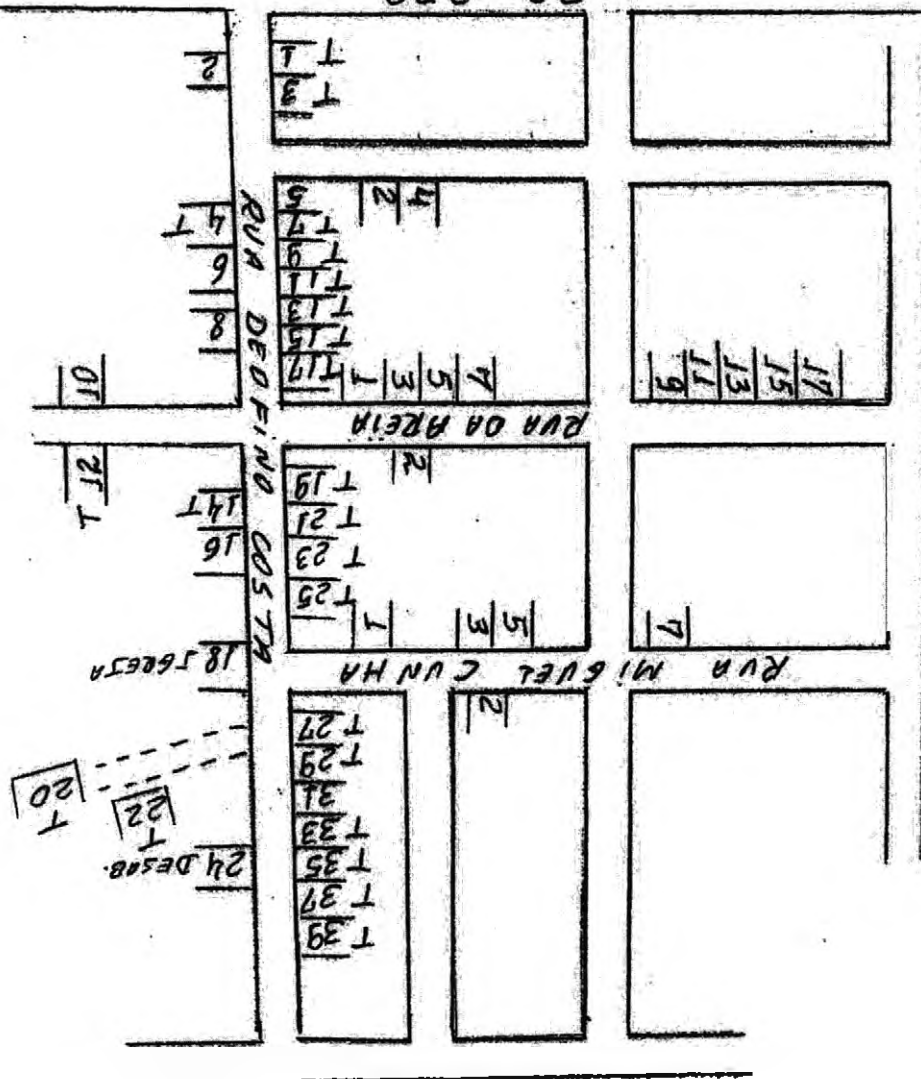 T 39
T 37
T 35
T 33
31
T 29
T 27
24 DESAB.
22
T
20
T
18 IGREJA
2
RUA MIGUEL CUNHA
7
5 3 1
T 25
T 23
T 21
T 19
16
14 T
12
T
2
RUA DEOFINO COSTA
RUA DA AREIA
17 15 13 11 9
7 5 3 1
T 17
T 15
T 13
T 11
T 9
T 7
5
10
8
6
4 T
4 2
T 3
T 1
2